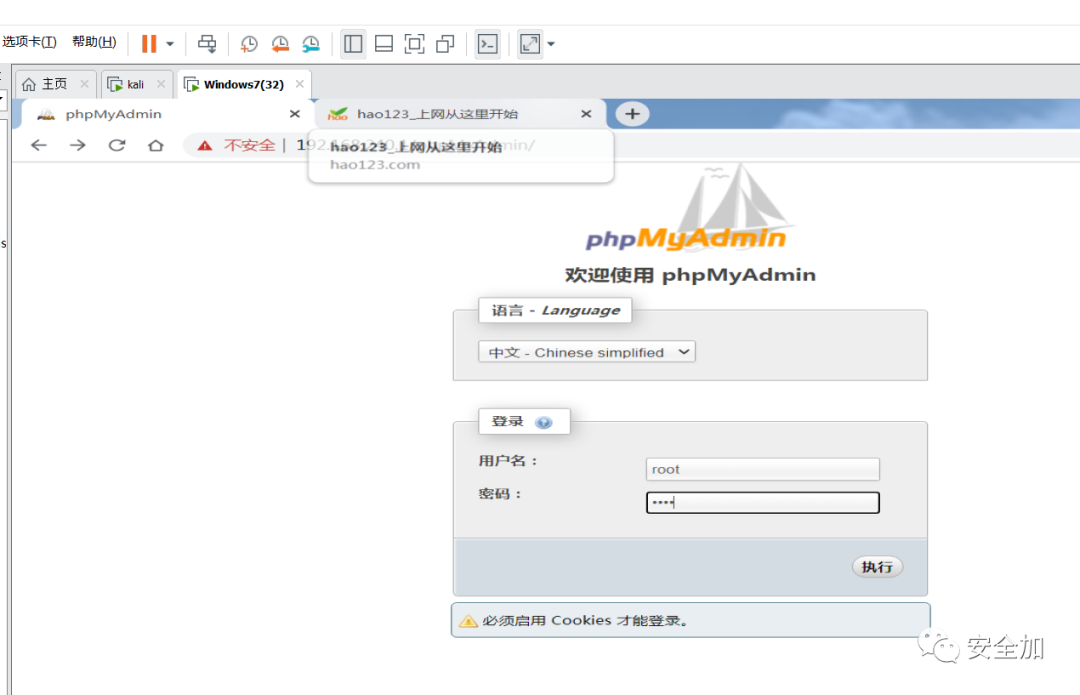 选项卡(T) 帮助(H)
主页 kali Windows7(32)
phpMyAdmin hao123_上网从这里开始
不安全 192
hao123_上网从这里开始
hao123.com
phpMyAdmin
欢迎使用 phpMyAdmin
语言 - Language
中文 - Chinese simplified
登录
用户名：
root
密码：
••••
执行
必须启用 Cookies 才能登录。
安全加